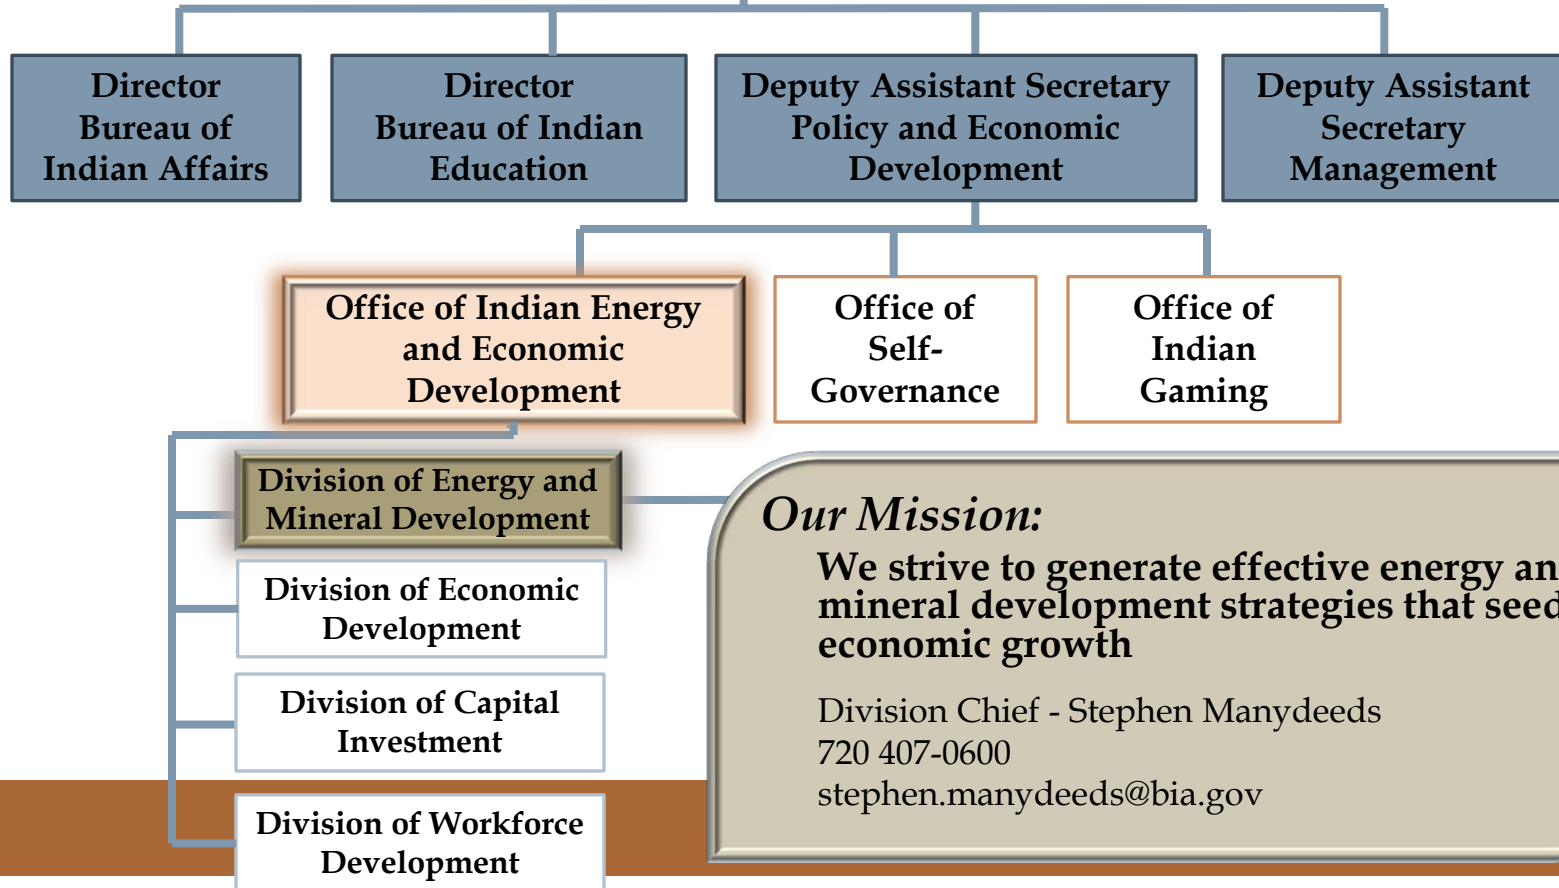 Director
Bureau of
Indian Affairs
Director
Bureau of Indian
Education
Deputy Assistant Secretary
Policy and Economic
Development
Deputy Assistant
Secretary
Management
Office of Indian Energy
and Economic
Development
Office of
Self-
Governance
Office of
Indian
Gaming
Division of Energy and
Mineral Development
Division of Economic
Development
Division of Capital
Investment
Division of Workforce
Development
Our Mission:
We strive to generate effective energy an
mineral development strategies that seed
economic growth
Division Chief - Stephen Manydeeds
720 407-0600
stephen.manydeeds@bia.gov